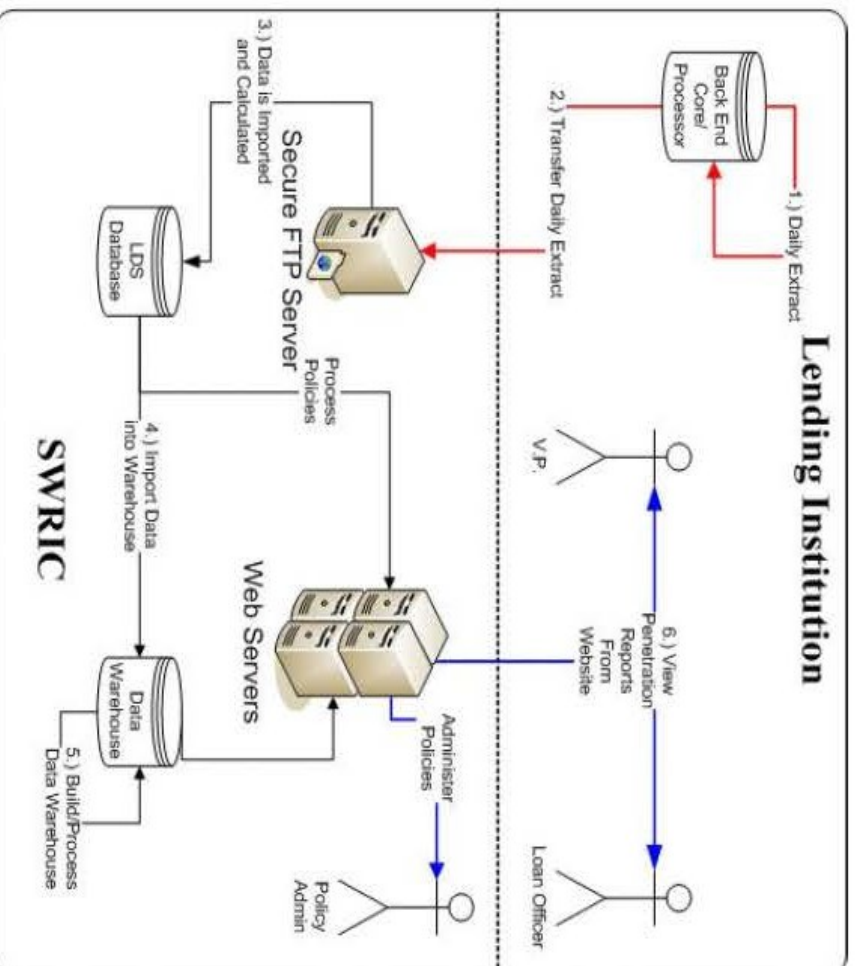 Lending Institution
1.) Daily Extract
Back End
Core/
Processor
2.) Transfer Daily Extract
V.P.
6.) View
Penetration
Reports
From
Website
Loan Officer
3.) Data is Imported
and Calculated
Secure FTP Server
LDS
Database
Process
Policies
4.) Import Data
into Warehouse
Web Servers
Administer
Policies
Policy
Admin
Data
Warehouse
5.) Build/Process
Data Warehouse
SWRIC